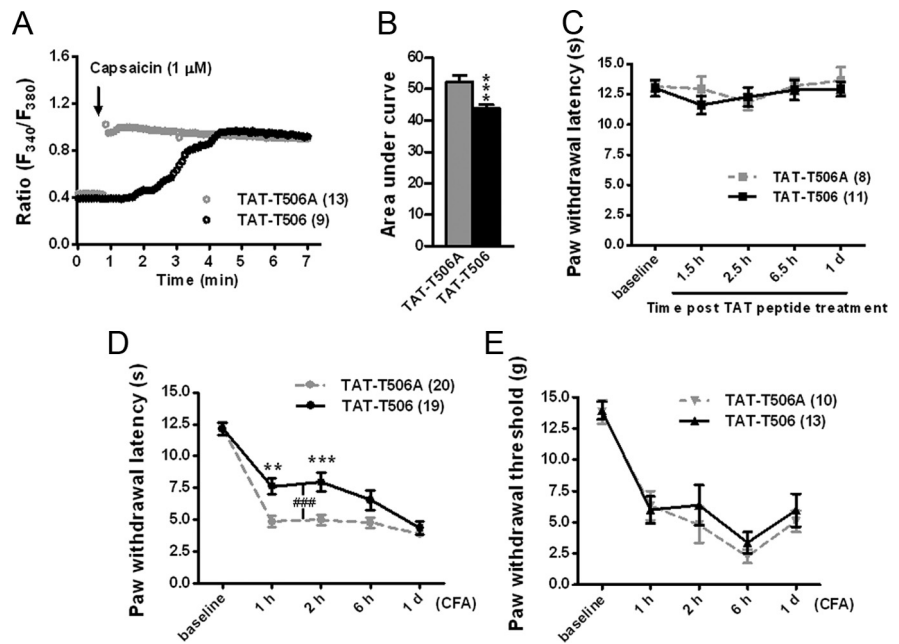 A
Capsaicin (1 µM)
Ratio (F340/F380)
1.6
1.2
0.8
0.4
0.0
TAT-T506A (13)
TAT-T506 (9)
0 1 2 3 4 5 6 7
Time (min)
B
Area under curve
60
50
40
30
20
10
0
***
TAT-T506A
TAT-T506
C
Paw withdrawal latency (s)
15.0
12.5
10.0
7.5
5.0
2.5
0.0
TAT-T506A (8)
TAT-T506 (11)
baseline 1.5 h 2.5 h 6.5 h 1 d
Time post TAT peptide treatment
D
Paw withdrawal latency (s)
15.0
12.5
10.0
7.5
5.0
2.5
0.0
TAT-T506A (20)
TAT-T506 (19)
** ***
###
baseline 1 h 2 h 6 h 1 d (CFA)
E
Paw withdrawal threshold (g)
15.0
12.5
10.0
7.5
5.0
2.5
0.0
TAT-T506A (10)
TAT-T506 (13)
baseline 1 h 2 h 6 h 1 d (CFA)